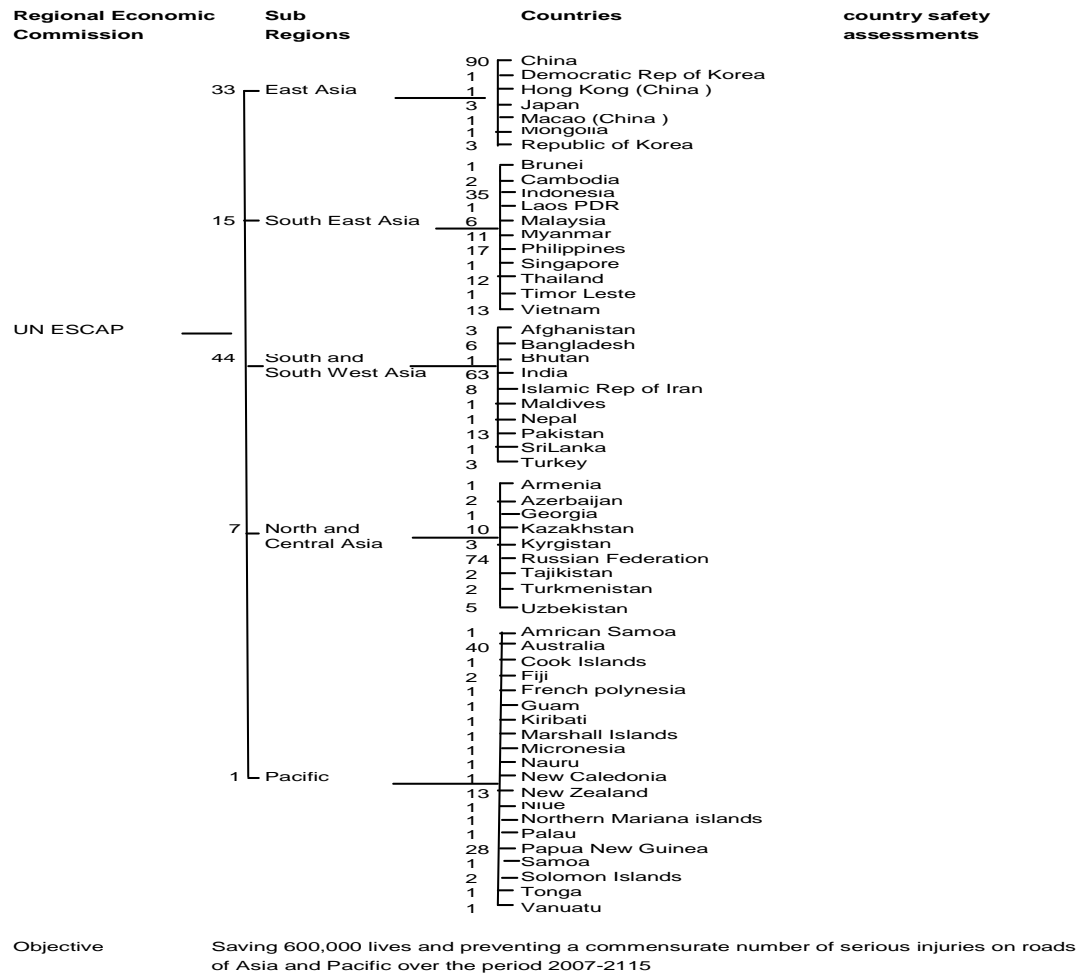 Regional Economic Commission
Sub Regions
Countries
country safety assessments
90 China
1 Democratic Rep of Korea
33 East Asia
1 Hong Kong (China )
3 Japan
1 Macao (China )
1 Mongolia
3 Republic of Korea
1 Brunei
2 Cambodia
35 Indonesia
1 Laos PDR
15 South East Asia
6 Malaysia
11 Myanmar
17 Philippines
1 Singapore
12 Thailand
1 Timor Leste
13 Vietnam
UN ESCAP
3 Afghanistan
6 Bangladesh
44 South and South West Asia
1 Bhutan
63 India
8 Islamic Rep of Iran
1 Maldives
1 Nepal
13 Pakistan
1 SriLanka
3 Turkey
1 Armenia
2 Azerbaijan
1 Georgia
7 North and Central Asia
10 Kazakhstan
3 Kyrgistan
74 Russian Federation
2 Tajikistan
2 Turkmenistan
5 Uzbekistan
1 Amrican Samoa
40 Australia
1 Cook Islands
2 Fiji
1 French polynesia
1 Guam
1 Kiribati
1 Marshall Islands
1 Micronesia
1 Nauru
1 Pacific
1 New Caledonia
13 New Zealand
1 Niue
1 Northern Mariana islands
1 Palau
28 Papua New Guinea
1 Samoa
2 Solomon Islands
1 Tonga
1 Vanuatu
Objective
Saving 600,000 lives and preventing a commensurate number of serious injuries on roads
of Asia and Pacific over the period 2007-2115